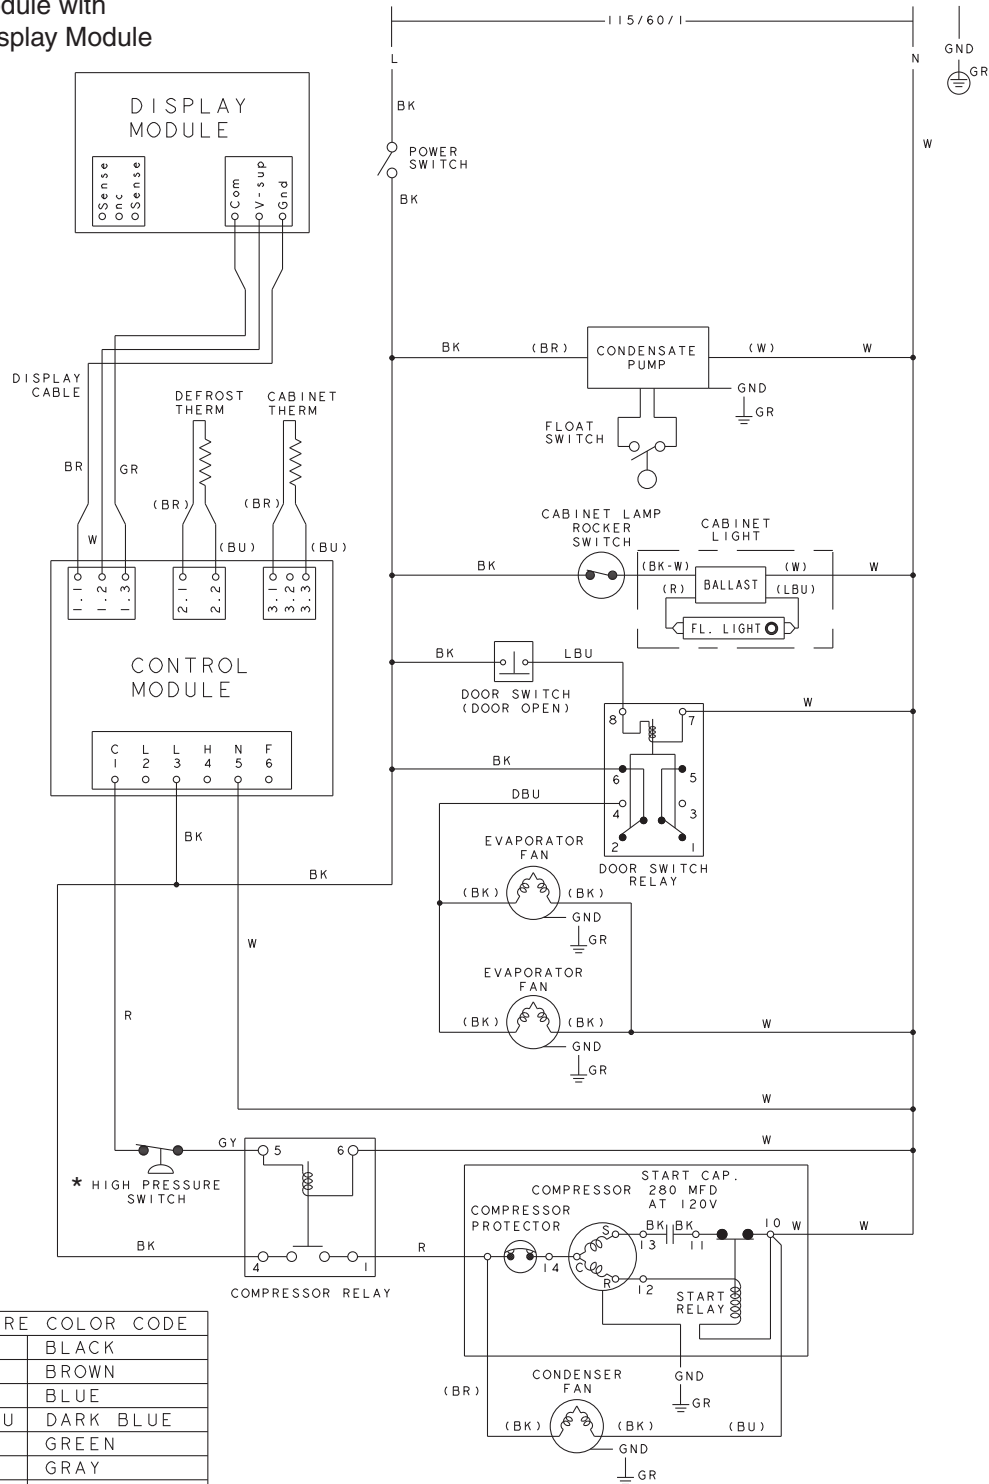 odule with
splay Module
115/60/1
L
N
GND
GR
BK
W
POWER
SWITCH
BK
DISPLAY
MODULE
Sense
nc
Sense
Com
V-sup
Gnd
DISPLAY
CABLE
DEFROST
THERM
CABINET
THERM
BR
GR
W
(BR)
(BU)
(BR)
(BU)
1.1
1.2
1.3
2.1
2.2
3.1
3.2
3.3
CONTROL
MODULE
C
L
L
H
N
F
1
2
3
4
5
6
BK
(BR)
CONDENSATE
PUMP
(W)
W
GND
GR
FLOAT
SWITCH
CABINET LAMP
ROCKER
SWITCH
CABINET
LIGHT
BK
(BK-W)
BALLAST
(W)
W
(R)
(LBU)
FL. LIGHT
BK
LBU
DOOR SWITCH
(DOOR OPEN)
8
7
W
BK
6
5
DBU
4
3
2
1
DOOR SWITCH
RELAY
EVAPORATOR
FAN
(BK)
(BK)
GND
GR
EVAPORATOR
FAN
(BK)
(BK)
W
GND
GR
BK
BK
W
R
W
GY
5
6
W
* HIGH PRESSURE
SWITCH
BK
4
1
R
COMPRESSOR RELAY
COMPRESSOR
START CAP.
280 MFD
AT 120V
COMPRESSOR
PROTECTOR
14
C
S
R
13
BK
BK
11
10
W
W
12
START
RELAY
GND
GR
CONDENSER
FAN
(BR)
(BK)
(BK)
(BU)
GND
GR
RE COLOR CODE
BLACK
BROWN
BLUE
U DARK BLUE
GREEN
GRAY